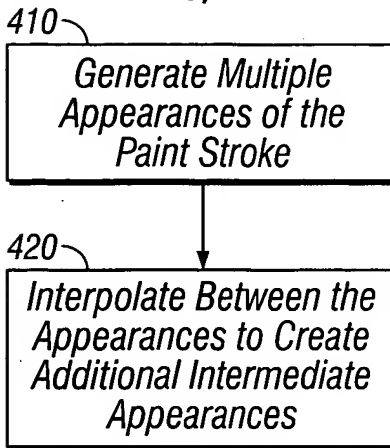 410
Generate Multiple
Appearances of the
Paint Stroke
420
Interpolate Between the
Appearances to Create
Additional Intermediate
Appearances